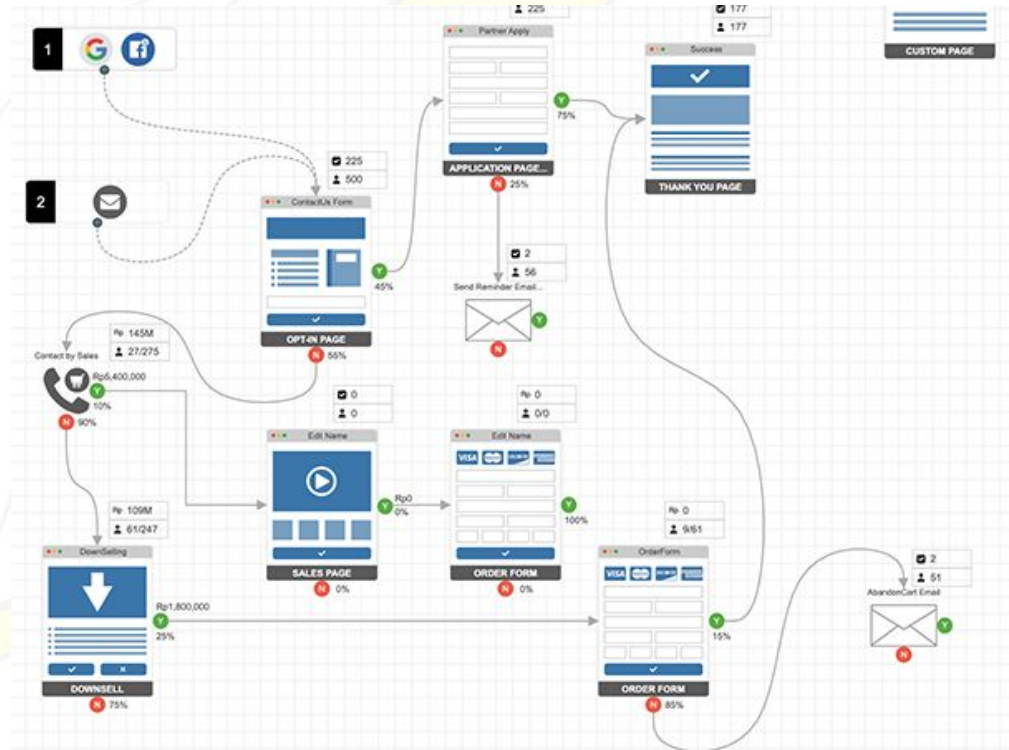 225
177
177
1
Partner Apply
Success
CUSTOM PAGE
75%
225
500
APPLICATION PAGE...
N 25%
THANK YOU PAGE
2
ContactUs Form
Y
45%
2
56
Send Reminder Email...
Y
N
OPT-IN PAGE
N 55%
Rp 145M
27/275
Contact by Sales
Rp5,400,000
Y
10%
N 90%
0
0
Rp 0
0/0
Edit Name
Edit Name
VISA
Rp0
Y
0%
Y
100%
SALES PAGE
N 0%
ORDER FORM
N 0%
Rp 109M
61/247
Rp 0
9/61
DownSelling
OrderForm
VISA
2
51
AbandonCart Email
Y
N
Rp1,800,000
Y
25%
Y
15%
DOWNSELL
N 75%
ORDER FORM
N 85%